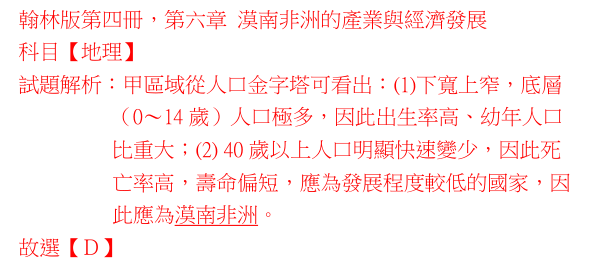 翰林版第四冊，第六章 漠南非洲的產業與經濟發展
科目【地理】
試題解析：甲區域從人口金字塔可看出：(1)下寬上窄，底層
（0～14 歲）人口極多，因此出生率高、幼年人口
比重大；(2) 40 歲以上人口明顯快速變少，因此死
亡率高，壽命偏短，應為發展程度較低的國家，因
此應為漠南非洲。
故選【D】